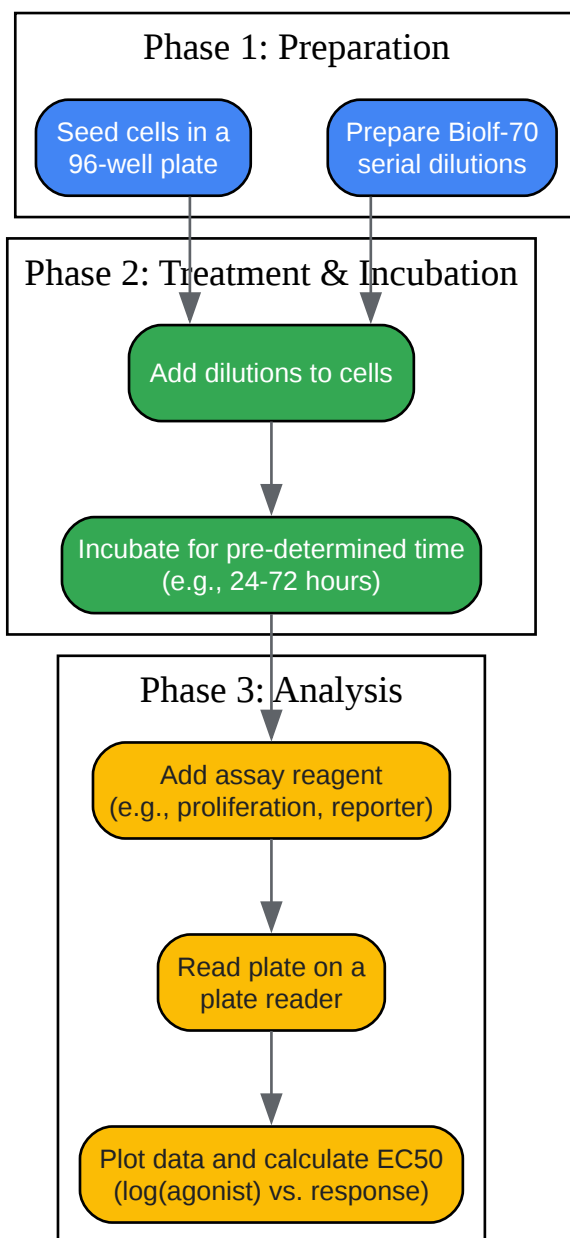 Phase 1: Preparation
Seed cells in a
96-well plate
Prepare Biolf-70
serial dilutions
Phase 2: Treatment & Incubation
Add dilutions to cells
Incubate for pre-determined time
(e.g., 24-72 hours)
Phase 3: Analysis
Add assay reagent
(e.g., proliferation, reporter)
Read plate on a
plate reader
Plot data and calculate EC50
(log(agonist) vs. response)